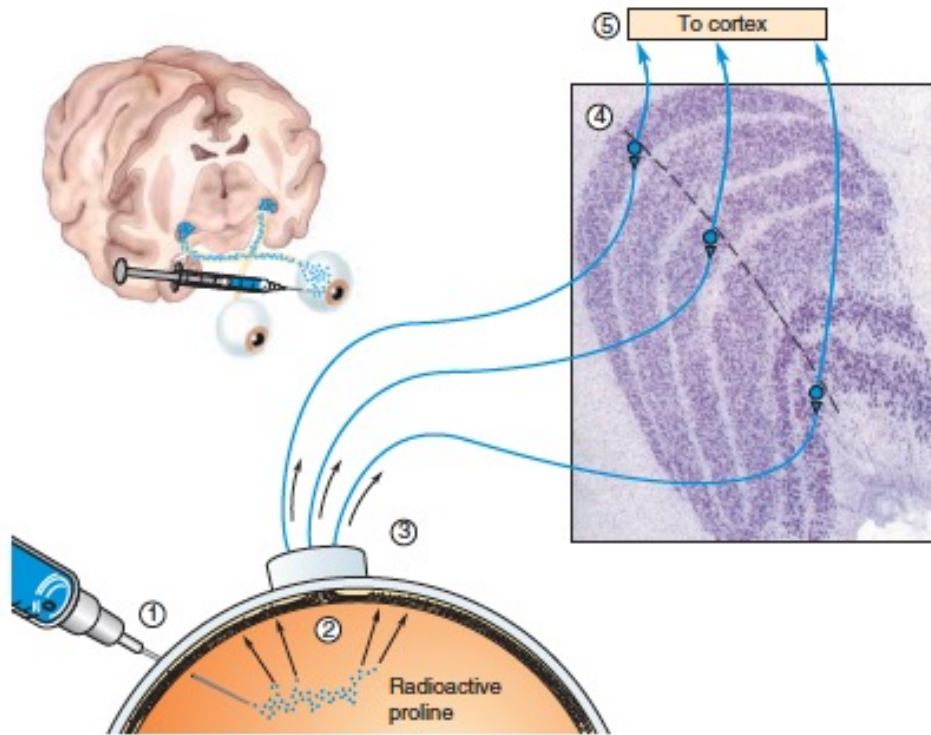 ⑤ To cortex
④
③
①
②
Radioactive
proline